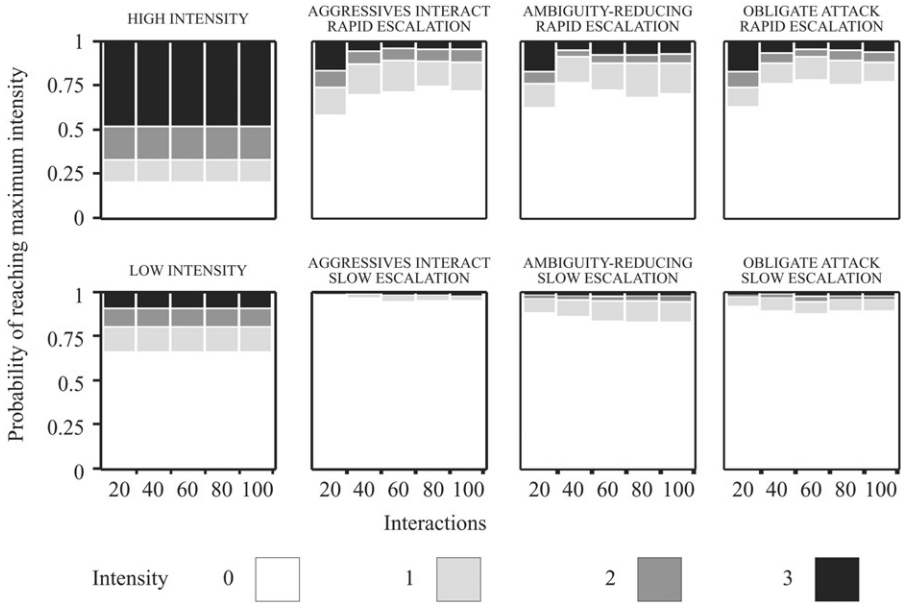 HIGH INTENSITY
AGGRESSIVES INTERACT
RAPID ESCALATION
AMBIGUITY-REDUCING
RAPID ESCALATION
OBLIGATE ATTACK
RAPID ESCALATION
Probability of reaching maximum intensity
1
0.75
0.5
0.25
0
LOW INTENSITY
AGGRESSIVES INTERACT
SLOW ESCALATION
AMBIGUITY-REDUCING
SLOW ESCALATION
OBLIGATE ATTACK
SLOW ESCALATION
1
0.75
0.5
0.25
0
20 40 60 80 100
20 40 60 80 100
20 40 60 80 100
20 40 60 80 100
Interactions
Intensity 0 1 2 3